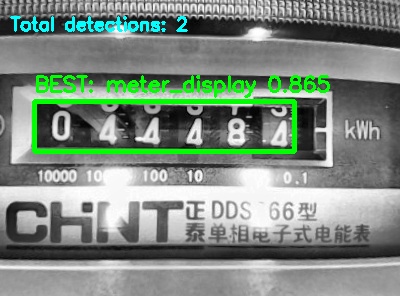 Total detections: 2
BEST: meter_display 0.865
0 4 4 4 8 4 kWh
10000 100 10 0.1
CHNT 正泰
DDS 66型
单相电子式电能表